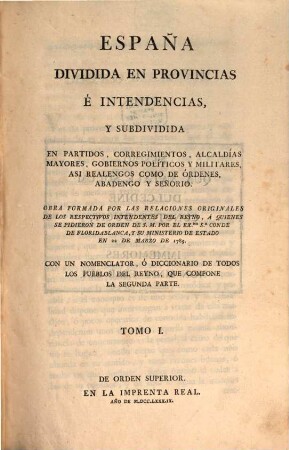 ESPAÑA
DIVIDIDA EN PROVINCIAS
É INTENDENCIAS,
Y SUBDIVIDIDA
EN PARTIDOS, CORREGIMIENTOS, ALCALDÍAS
MAYORES, GOBIERNOS POLÍTICOS Y MILITARES,
ASI REALENGOS COMO DE ÓRDENES,
ABADENGO Y SEÑORIO.
OBRA FORMADA POR LAS RELACIONES ORIGINALES
DE LOS RESPECTIVOS INTENDENTES DEL REYNO, A QUIENES
SE PIDIERON DE ORDEN DE S. M. POR EL EX.MO S.R CONDE
DE FLORIDABLANCA, Y SU MINISTERIO DE ESTADO
EN 22 DE MARZO DE 1785.
CON UN NOMENCLATOR, Ó DICCIONARIO DE TODOS
LOS PUEBLOS DEL REYNO, QUE COMPONE
LA SEGUNDA PARTE.
TOMO I.
DE ORDEN SUPERIOR.
EN LA IMPRENTA REAL.
AÑO DE M.DCC.LXXXIX.